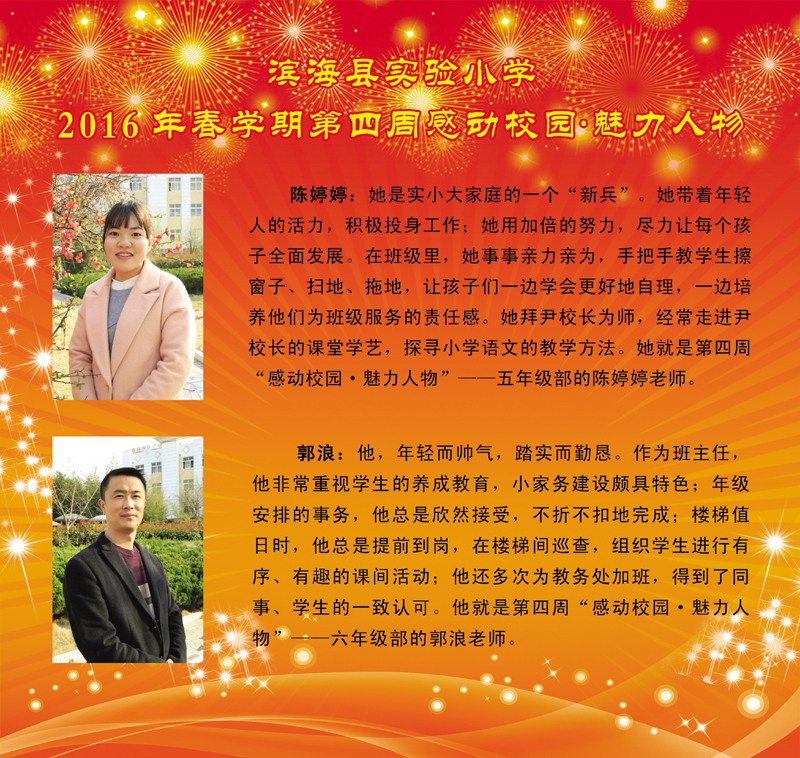 滨海县实验小学
2016年春学期第四周感动校园·魅力人物
陈婷婷：她是实小大家庭的一个“新兵”。她带着年轻
人的活力，积极投身工作；她用加倍的努力，尽力让每个孩
子全面发展。在班级里，她事事亲力亲为，手把手教学生擦
窗子、扫地、拖地，让孩子们一边学会更好地自理，一边培
养他们为班级服务的责任感。她拜尹校长为师，经常走进尹
校长的课堂学艺，探寻小学语文的教学方法。她就是第四周
“感动校园·魅力人物”——五年级部的陈婷婷老师。
郭浪：他，年轻而帅气，踏实而勤恳。作为班主任，
他非常重视学生的养成教育，小家务建设颇具特色；年级
安排的事务，他总是欣然接受，不折不扣地完成；楼梯值
日时，他总是提前到岗，在楼梯间巡查，组织学生进行有
序、有趣的课间活动；他还多次为教务处加班，得到了同
事、学生的一致认可。他就是第四周“感动校园·魅力人
物”——六年级部的郭浪老师。